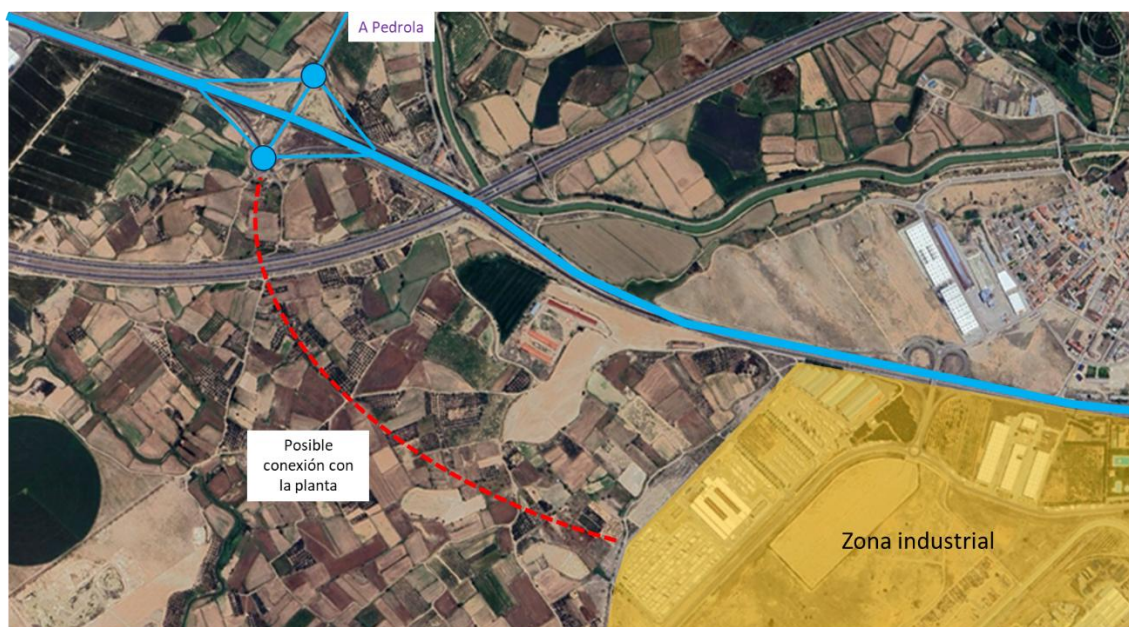 A Pedrola
Posible
conexión con
la planta
Zona industrial